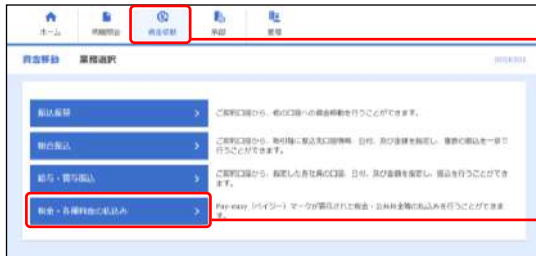 ホーム 明細照会 資金移動 承認 管理
資金移動 業務選択
振込振替 ご契約口座から、他の口座への資金移動を行うことができます。
総合振込 ご契約口座から、取引毎に振込先口座情報、日付、及び金額を指定し、複数の振込を一括で
行うことができます。
給与・賞与振込 ご契約口座から、指定した各社員の口座、日付、及び金額を指定し、振込を行うことができ
ます。
税金・各種料金の払込み Pay-easy（ペイジー）マークが表示された税金・公共料金等の払込みを行うことができま
す。